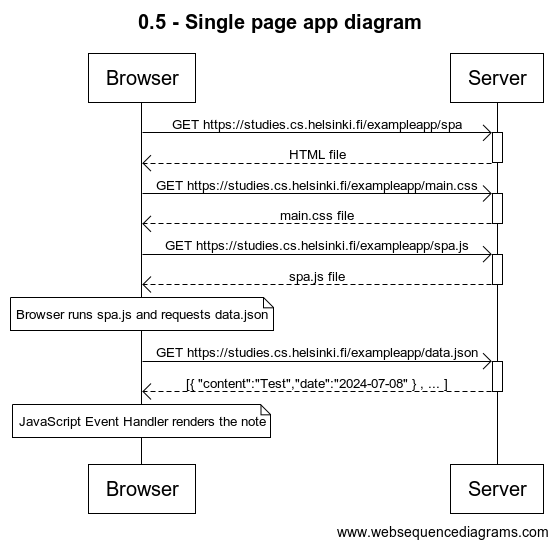 0.5 - Single page app diagram
Browser
Server
GET https://studies.cs.helsinki.fi/exampleapp/spa
HTML file
GET https://studies.cs.helsinki.fi/exampleapp/main.css
main.css file
GET https://studies.cs.helsinki.fi/exampleapp/spa.js
spa.js file
Browser runs spa.js and requests data.json
GET https://studies.cs.helsinki.fi/exampleapp/data.json
[{ "content":"Test","date":"2024-07-08" } , ... ]
JavaScript Event Handler renders the note
Browser
Server
www.websequencediagrams.com